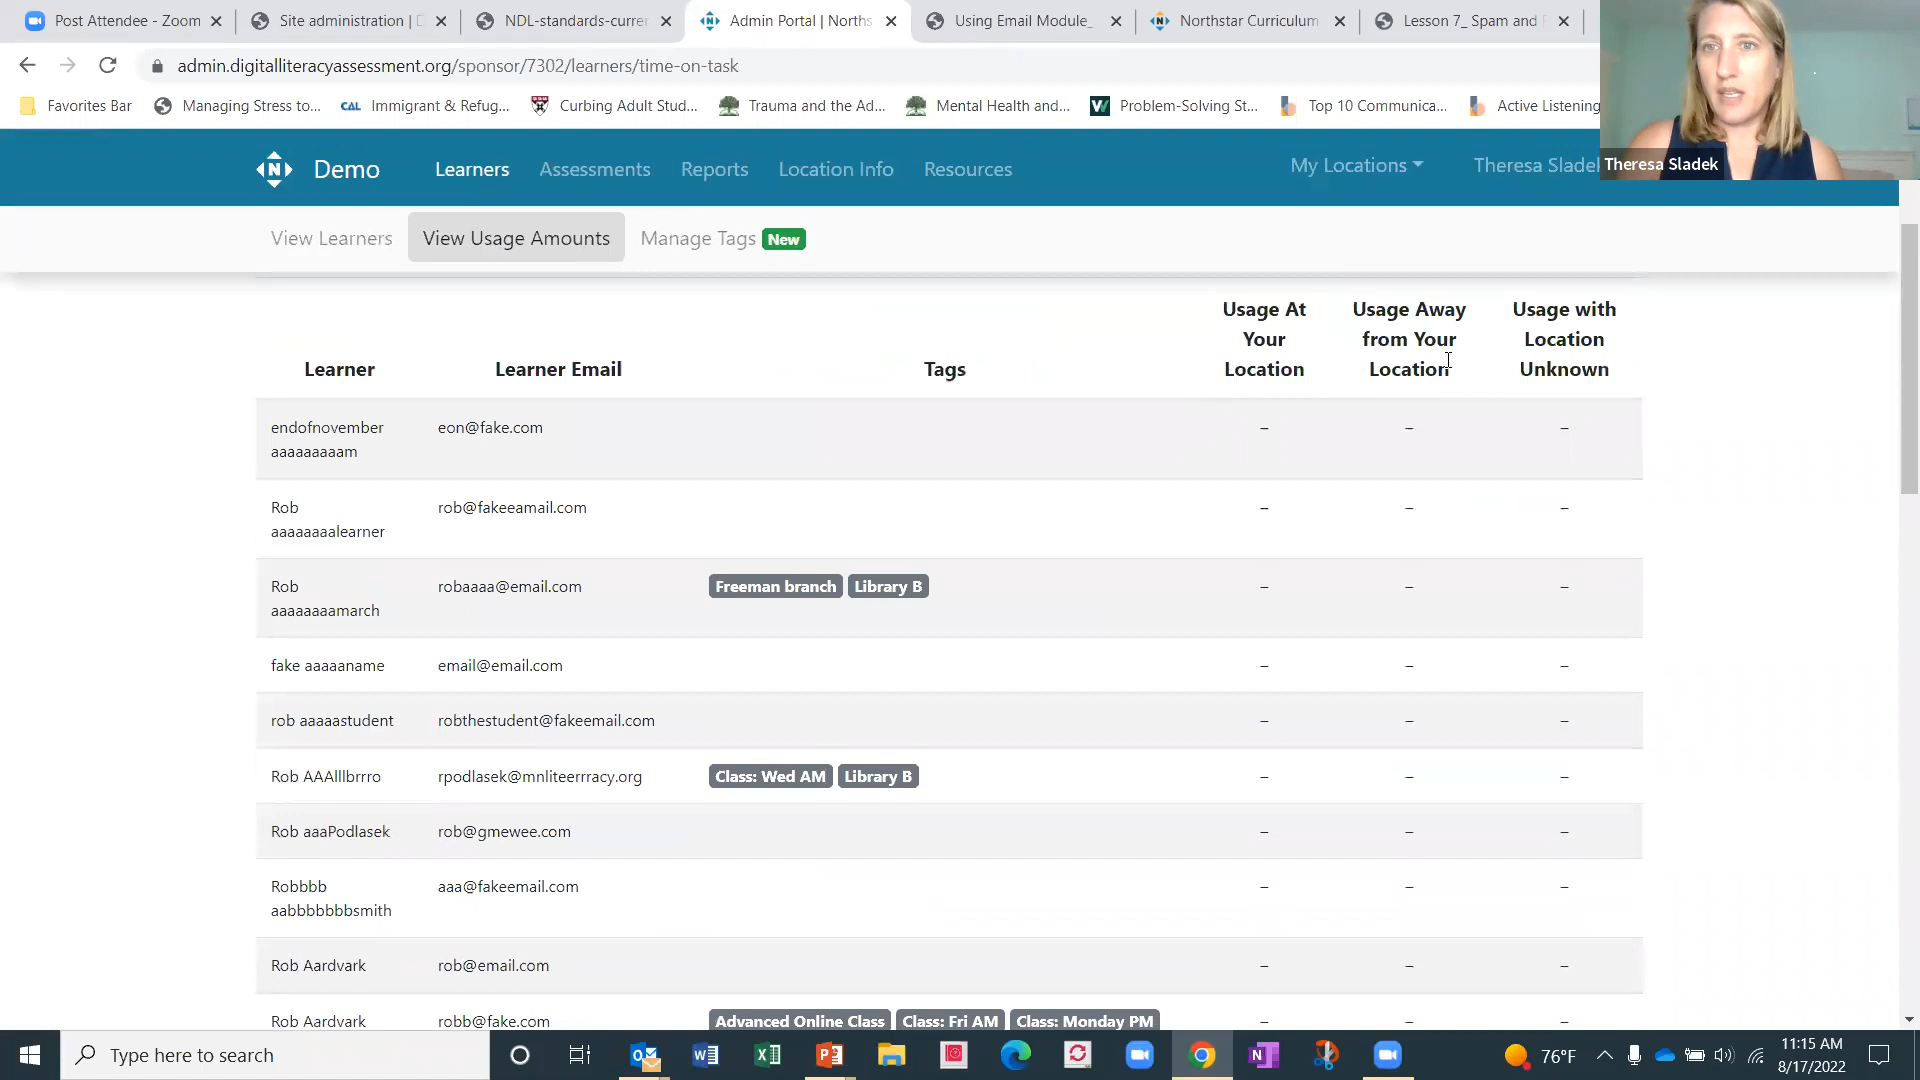 Post Attendee - Zoom
Site administration |
NDL-standards-curre
Admin Portal | Norths
Using Email Module_
Northstar Curriculum
Lesson 7_ Spam and
admin.digitalliteracyassessment.org/sponsor/7302/learners/time-on-task
Favorites Bar
Managing Stress to...
CAL Immigrant & Refug...
Curbing Adult Stud...
Trauma and the Ad...
Mental Health and...
Problem-Solving St...
Top 10 Communica...
Active Listening
Theresa Sladek
N Demo Learners Assessments Reports Location Info Resources My Locations Theresa Slade
View Learners View Usage Amounts Manage Tags New
Learner Learner Email Tags
Usage At
Your
Location
Usage Away
from Your
Location
Usage with
Location
Unknown
endofnovember
aaaaaaaaam
eon@fake.com – – –
Rob
aaaaaaaalearner
rob@fakeeamail.com – – –
Rob
aaaaaaaamarch
robaaaa@email.com Freeman branch Library B – – –
fake aaaaaname email@email.com – – –
rob aaaaastudent robthestudent@fakeemail.com – – –
Rob AAAlllbrrro rpodlasek@mnliteerrracy.org Class: Wed AM Library B – – –
Rob aaaPodlasek rob@gmewee.com – – –
Robbbb
aabbbbbbbsmith
aaa@fakeemail.com – – –
Rob Aardvark rob@email.com – – –
Rob Aardvark robb@fake.com Advanced Online Class Class: Fri AM Class: Monday PM – – –
Type here to search
76°F
11:15 AM
8/17/2022